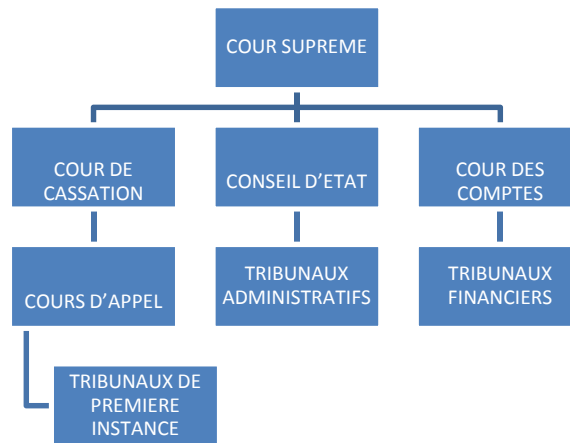 COUR SUPREME
COUR DE
CASSATION
CONSEIL D’ETAT
COUR DES
COMPTES
COURS D’APPEL
TRIBUNAUX
ADMINISTRATIFS
TRIBUNAUX
FINANCIERS
TRIBUNAUX DE
PREMIERE
INSTANCE